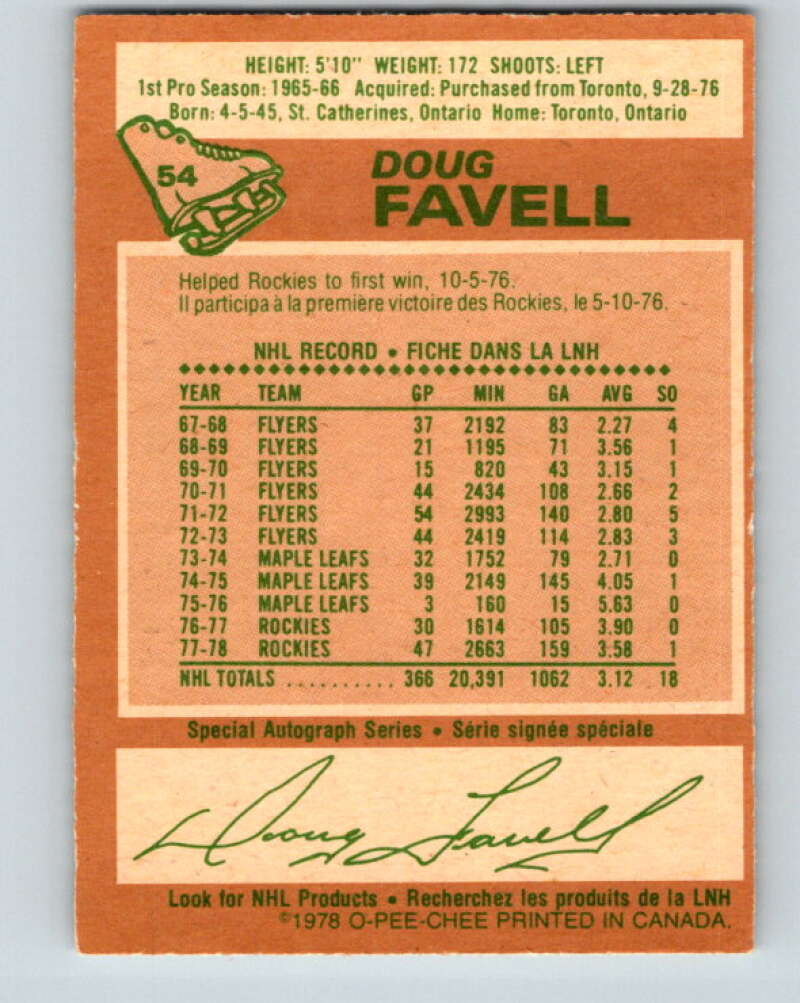 HEIGHT: 5'10" WEIGHT: 172 SHOOTS: LEFT
1st Pro Season: 1965-66 Acquired: Purchased from Toronto, 9-28-76
Born: 4-5-45, St. Catherines, Ontario Home: Toronto, Ontario
54
DOUG
FAVELL
Helped Rockies to first win, 10-5-76.
Il participa à la première victoire des Rockies, le 5-10-76.
NHL RECORD • FICHE DANS LA LNH
YEAR TEAM GP MIN GA AVG SO
67-68 FLYERS 37 2192 83 2.27 4
68-69 FLYERS 21 1195 71 3.56 1
69-70 FLYERS 15 820 43 3.15 1
70-71 FLYERS 44 2434 108 2.66 2
71-72 FLYERS 54 2993 140 2.80 5
72-73 FLYERS 44 2419 114 2.83 3
73-74 MAPLE LEAFS 32 1752 79 2.71 0
74-75 MAPLE LEAFS 39 2149 145 4.05 1
75-76 MAPLE LEAFS 3 160 15 5.63 0
76-77 ROCKIES 30 1614 105 3.90 0
77-78 ROCKIES 47 2663 159 3.58 1
NHL TOTALS .......... 366 20,391 1062 3.12 18
Special Autograph Series • Série signée spéciale
Doug Favell
Look for NHL Products • Recherchez les produits de la LNH
©1978 O-PEE-CHEE PRINTED IN CANADA.